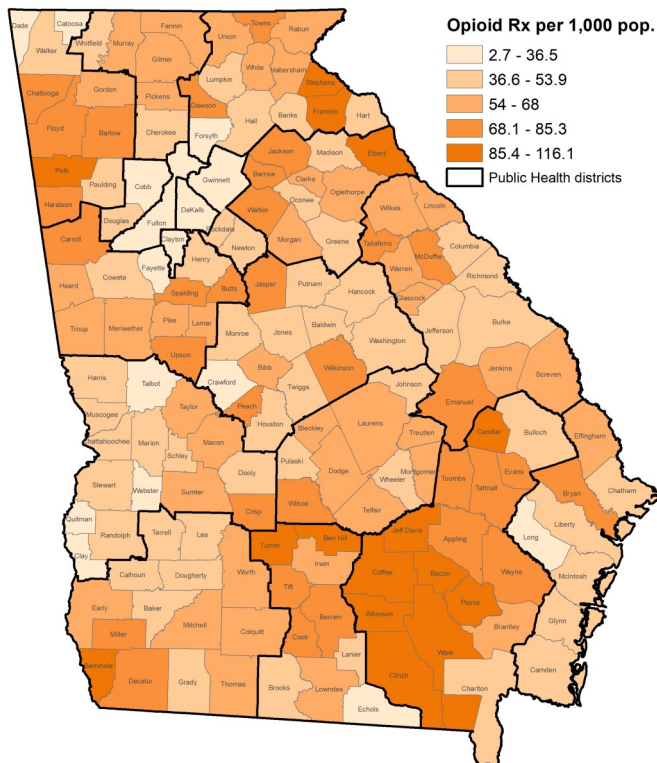 Opioid Rx per 1,000 pop.
2.7 - 36.5
36.6 - 53.9
54 - 68
68.1 - 85.3
85.4 - 116.1
Public Health districts
Dade Catoosa Fannin Towns Rabun
Walker Whitfield Murray Union
Gilmer White Habersham
Chattooga Gordon Pickens Lumpkin Stephens
Dawson Franklin
Floyd Bartow Cherokee Forsyth Hall Banks Hart
Polk Paulding Cobb Gwinnett Jackson Madison Elbert
Haralson Douglas Fulton DeKalb Barrow Clarke Oglethorpe
Oconee Wilkes Lincoln
Carroll Clayton Rockdale Walton
Fayette Henry Newton Morgan Greene Taliaferro McDuffie Columbia
Heard Coweta Spalding Butts Jasper Putnam Warren Richmond
Hancock Glascock
Troup Meriwether Pike Lamar Monroe Jones Baldwin Jefferson Burke
Upson Washington
Harris Talbot Crawford Bibb Wilkinson Jenkins Screven
Muscogee Taylor Peach Twiggs Johnson Emanuel
Chattahoochee Marion Macon Houston Laurens Candler Bulloch Effingham
Schley Bleckley Treutlen
Stewart Webster Sumter Dooly Pulaski Dodge Wheeler Montgomery Toombs Tattnall Evans Bryan Chatham
Quitman Randolph Crisp Wilcox Telfair Long Liberty
Clay Terrell Lee Turner Ben Hill Jeff Davis Appling
Calhoun Dougherty Worth Irwin Coffee Bacon Wayne McIntosh
Early Baker Mitchell Tift Pierce
Miller Colquitt Cook Berrien Atkinson Ware Brantley Glynn
Seminole Decatur Grady Thomas Brooks Lowndes Lanier Clinch Charlton Camden
Echols